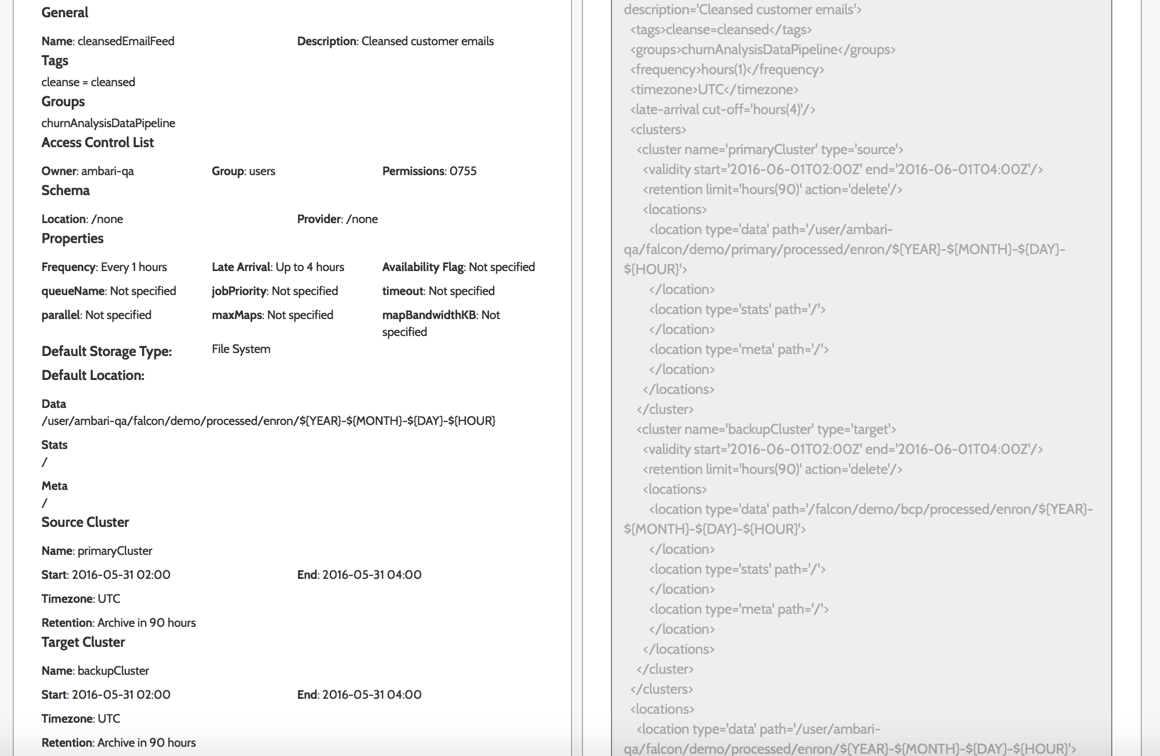 General
Name: cleansedEmailFeed Description: Cleansed customer emails
Tags
cleanse = cleansed
Groups
churnAnalysisDataPipeline
Access Control List
Owner: ambari-qa Group: users Permissions: 0755
Schema
Location: /none Provider: /none
Properties
Frequency: Every 1 hours Late Arrival: Up to 4 hours Availability Flag: Not specified
queueName: Not specified jobPriority: Not specified timeout: Not specified
parallel: Not specified maxMaps: Not specified mapBandwidthKB: Not
specified
Default Storage Type: File System
Default Location:
Data
/user/ambari-qa/falcon/demo/processed/enron/${YEAR}-${MONTH}-${DAY}-${HOUR}
Stats
/
Meta
/
Source Cluster
Name: primaryCluster
Start: 2016-05-31 02:00 End: 2016-05-31 04:00
Timezone: UTC
Retention: Archive in 90 hours
Target Cluster
Name: backupCluster
Start: 2016-05-31 02:00 End: 2016-05-31 04:00
Timezone: UTC
Retention: Archive in 90 hours
description='Cleansed customer emails'>
<tags>cleanse=cleansed</tags>
<groups>churnAnalysisDataPipeline</groups>
<frequency>hours(1)</frequency>
<timezone>UTC</timezone>
<late-arrival cut-off='hours(4)'/>
<clusters>
<cluster name='primaryCluster' type='source'>
<validity start='2016-06-01T02:00Z' end='2016-06-01T04:00Z'/>
<retention limit='hours(90)' action='delete'/>
<locations>
<location type='data' path='/user/ambari-
qa/falcon/demo/primary/processed/enron/${YEAR}-${MONTH}-${DAY}-
${HOUR}'>
</location>
<location type='stats' path='/'>
</location>
<location type='meta' path='/'>
</location>
</locations>
</cluster>
<cluster name='backupCluster' type='target'>
<validity start='2016-06-01T02:00Z' end='2016-06-01T04:00Z'/>
<retention limit='hours(90)' action='delete'/>
<locations>
<location type='data' path='/falcon/demo/bcp/processed/enron/${YEAR}-
${MONTH}-${DAY}-${HOUR}'>
</location>
<location type='stats' path='/'>
</location>
<location type='meta' path='/'>
</location>
</locations>
</cluster>
</clusters>
<locations>
<location type='data' path='/user/ambari-
qa/falcon/demo/processed/enron/${YEAR}-${MONTH}-${DAY}-${HOUR}'>